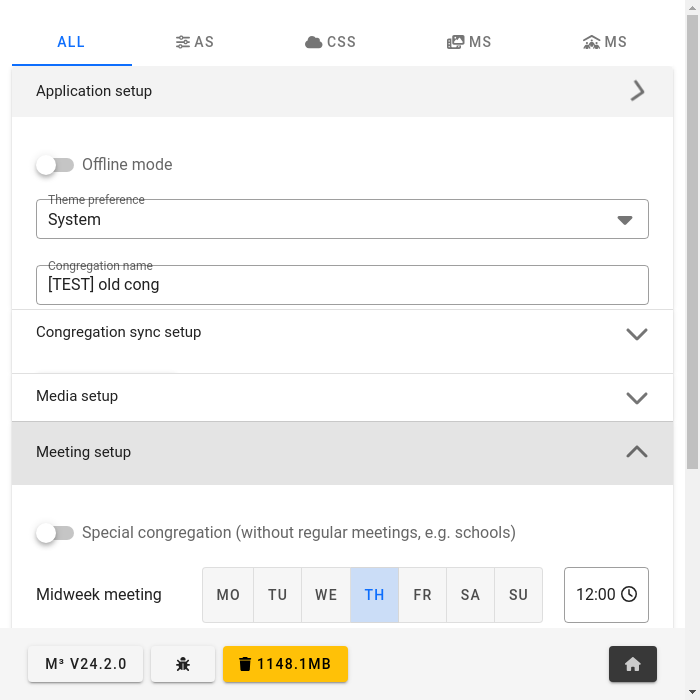 ALL AS CSS MS MS
Application setup
Offline mode
Theme preference
System
Congregation name
[TEST] old cong
Congregation sync setup
Media setup
Meeting setup
Special congregation (without regular meetings, e.g. schools)
Midweek meeting MO TU WE TH FR SA SU 12:00
M³ V24.2.0 1148.1MB